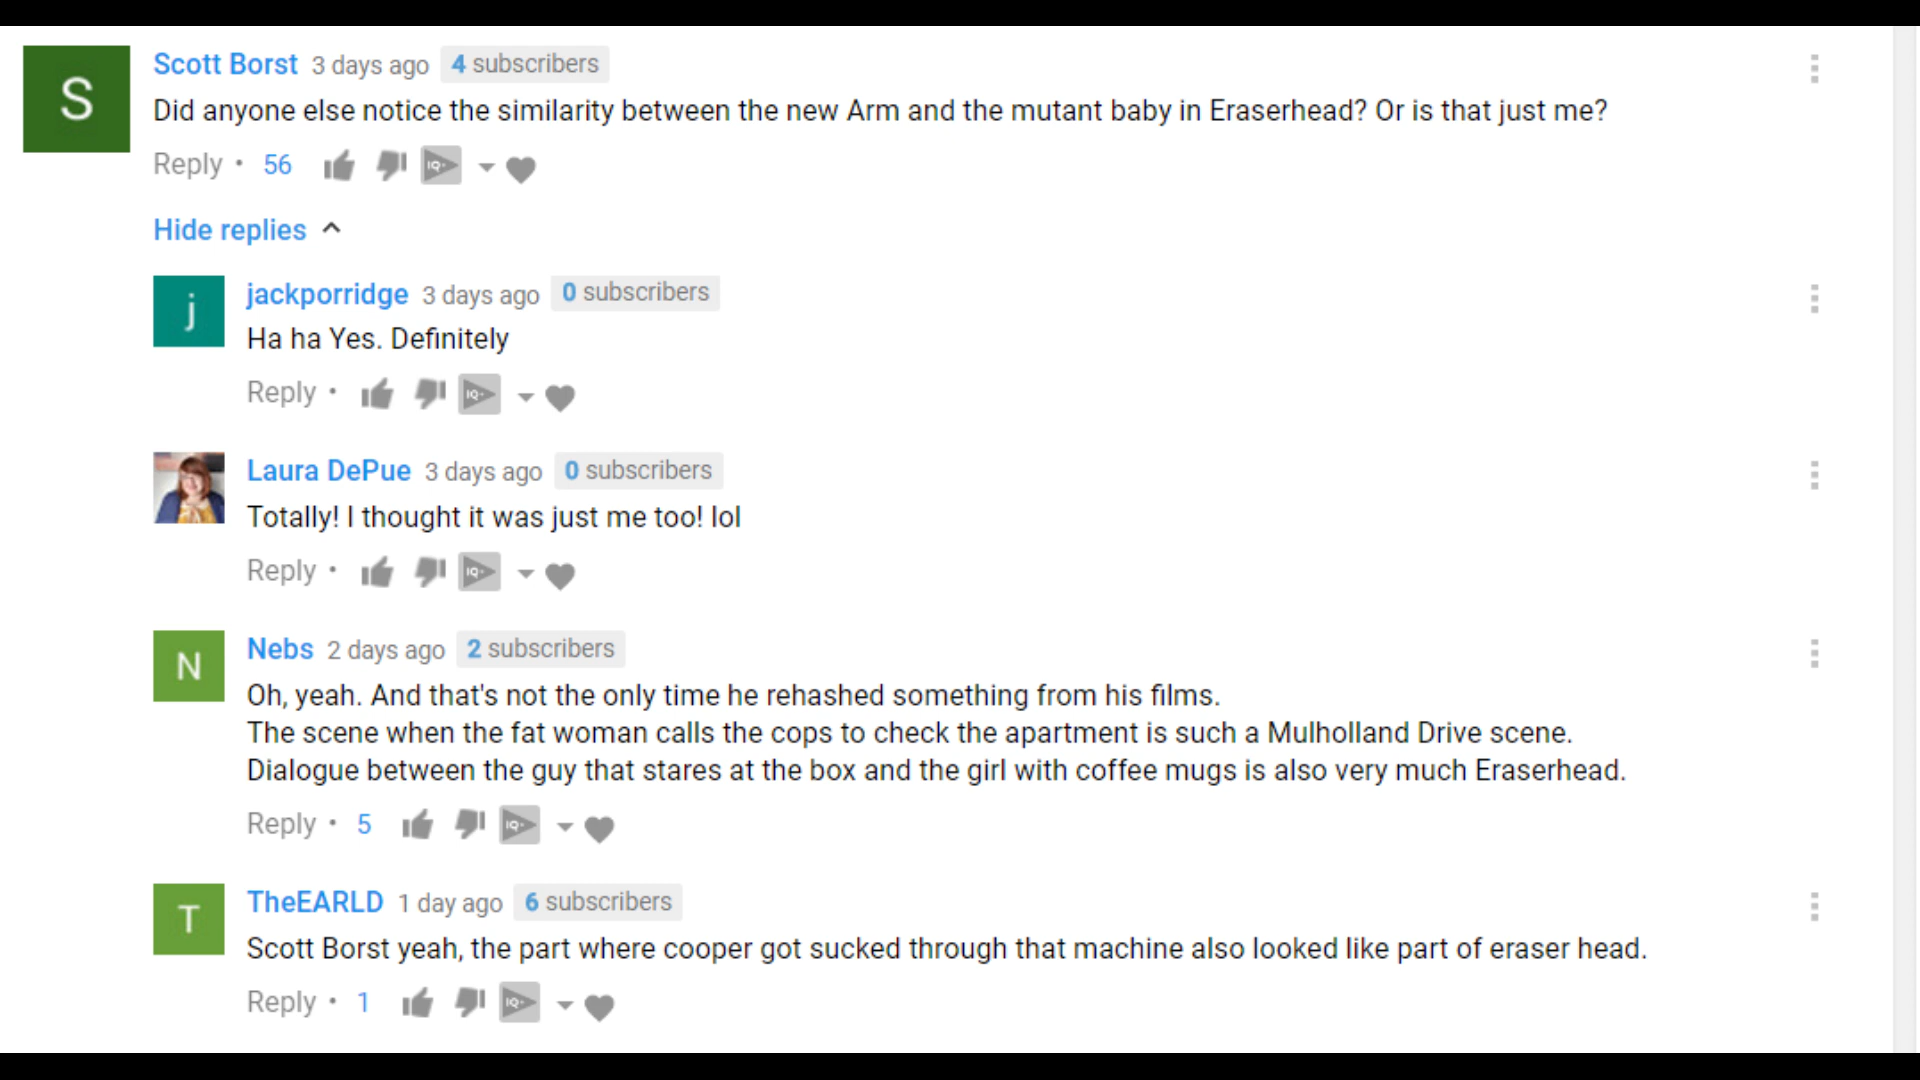 S
Scott Borst 3 days ago 4 subscribers
Did anyone else notice the similarity between the new Arm and the mutant baby in Eraserhead? Or is that just me?
Reply • 56 IQ+
Hide replies
j
jackporridge 3 days ago 0 subscribers
Ha ha Yes. Definitely
Reply • IQ+
Laura DePue 3 days ago 0 subscribers
Totally! I thought it was just me too! lol
Reply • IQ+
N
Nebs 2 days ago 2 subscribers
Oh, yeah. And that's not the only time he rehashed something from his films.
The scene when the fat woman calls the cops to check the apartment is such a Mulholland Drive scene.
Dialogue between the guy that stares at the box and the girl with coffee mugs is also very much Eraserhead.
Reply • 5 IQ+
T
TheEARLD 1 day ago 6 subscribers
Scott Borst yeah, the part where cooper got sucked through that machine also looked like part of eraser head.
Reply • 1 IQ+